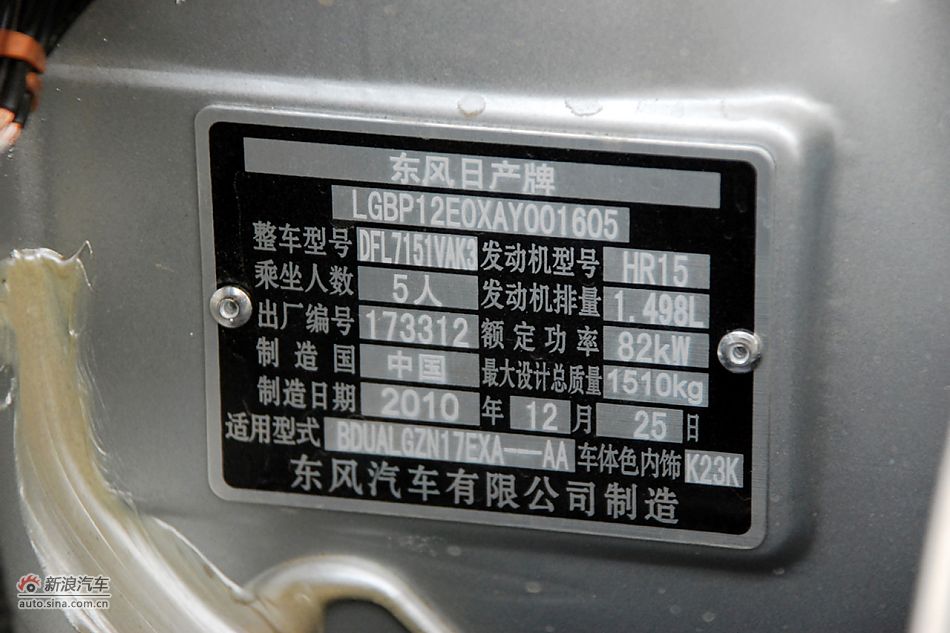 东风日产牌
LGBP12E0XAY001605
整车型号 DFL7151VAK3 发动机型号 HR15
乘坐人数 5人 发动机排量 1.498L
出厂编号 173312 额定功率 82kW
制造国 中国 最大设计总质量 1510kg
制造日期 2010 年 12 月 25 日
适用型式 BDUALGZN17EXA——AA 车体色内饰 K23K
东风汽车有限公司制造
新浪汽车
auto.sina.com.cn